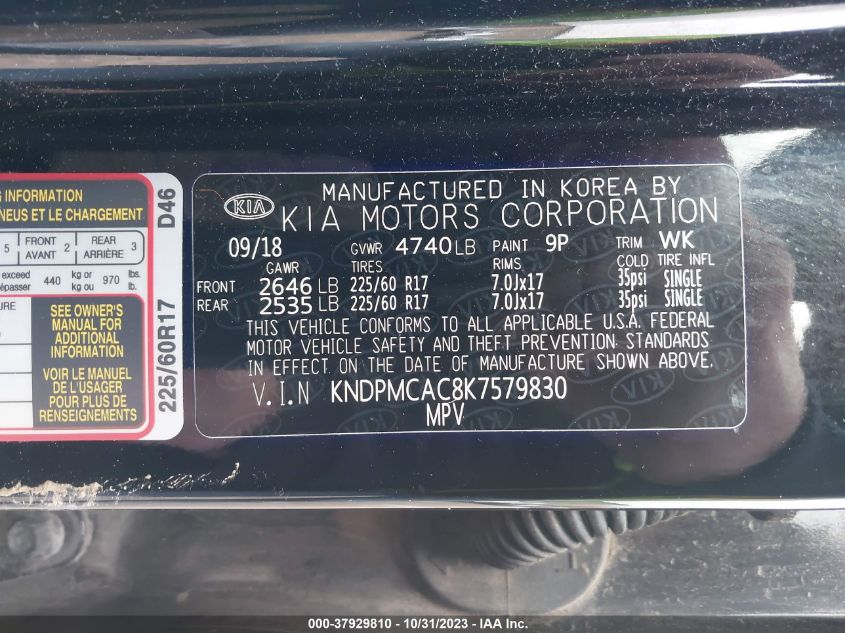 G INFORMATION
NEUS ET LE CHARGEMENT
5 FRONT AVANT 2 REAR ARRIÈRE 3
exceed 440 kg or 970 lbs.
dépasser kg ou lb.
SEE OWNER'S
MANUAL FOR
ADDITIONAL
INFORMATION
VOIR LE MANUEL
DE L'USAGER
POUR PLUS DE
RENSEIGNEMENTS
225/60R17 D46
KIA
MANUFACTURED IN KOREA BY
KIA MOTORS CORPORATION
09/18 GVWR 4740 LB PAINT 9P TRIM WK
GAWR TIRES RIMS COLD TIRE INFL
FRONT 2646 LB 225/60 R17 7.0Jx17 35psi SINGLE
REAR 2535 LB 225/60 R17 7.0Jx17 35psi SINGLE
THIS VEHICLE CONFORMS TO ALL APPLICABLE U.S.A. FEDERAL
MOTOR VEHICLE SAFETY AND THEFT PREVENTION STANDARDS
IN EFFECT ON THE DATE OF MANUFACTURE SHOWN ABOVE.
V.I.N KNDPMCAC8K7579830
MPV
000-37929810 - 10/31/2023 - IAA Inc.